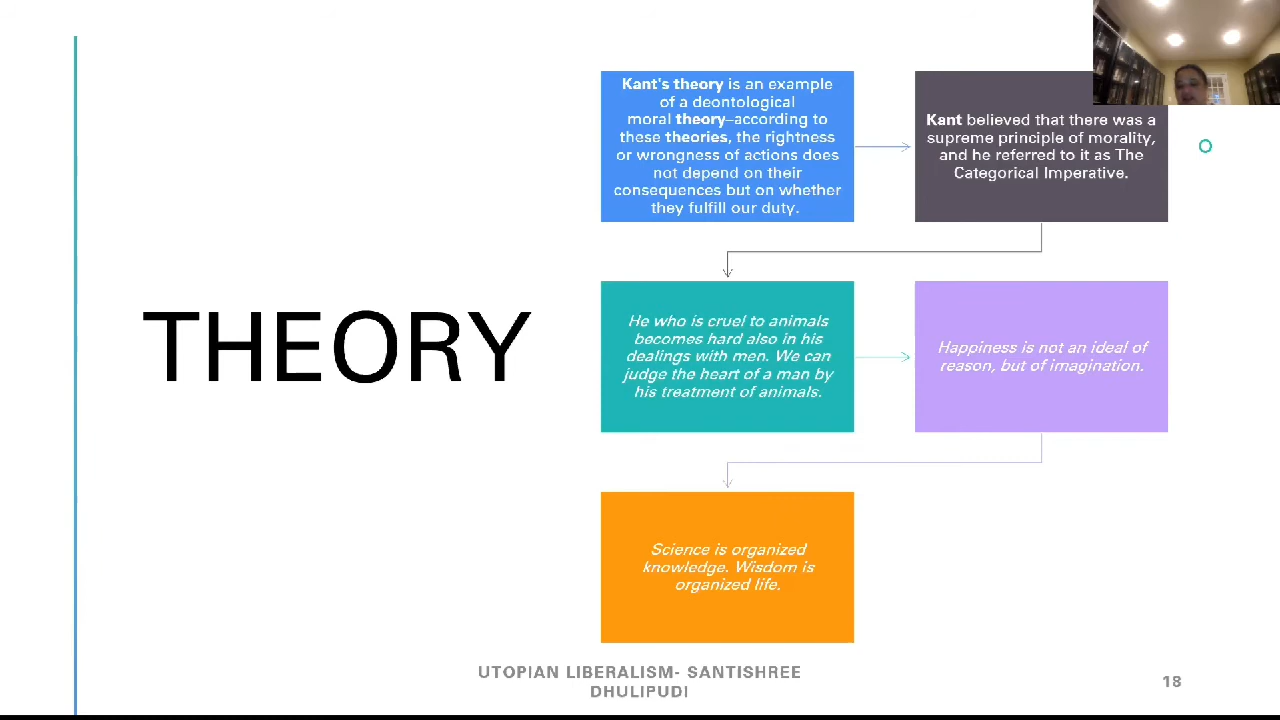 THEORY
Kant's theory is an example
of a deontological
moral theory–according to
these theories, the rightness
or wrongness of actions does
not depend on their
consequences but on whether
they fulfill our duty.
Kant believed that there was a
supreme principle of morality,
and he referred to it as The
Categorical Imperative.
He who is cruel to animals
becomes hard also in his
dealings with men. We can
judge the heart of a man by
his treatment of animals.
Happiness is not an ideal of
reason, but of imagination.
Science is organized
knowledge. Wisdom is
organized life.
UTOPIAN LIBERALISM- SANTISHREE
DHULIPUDI
18